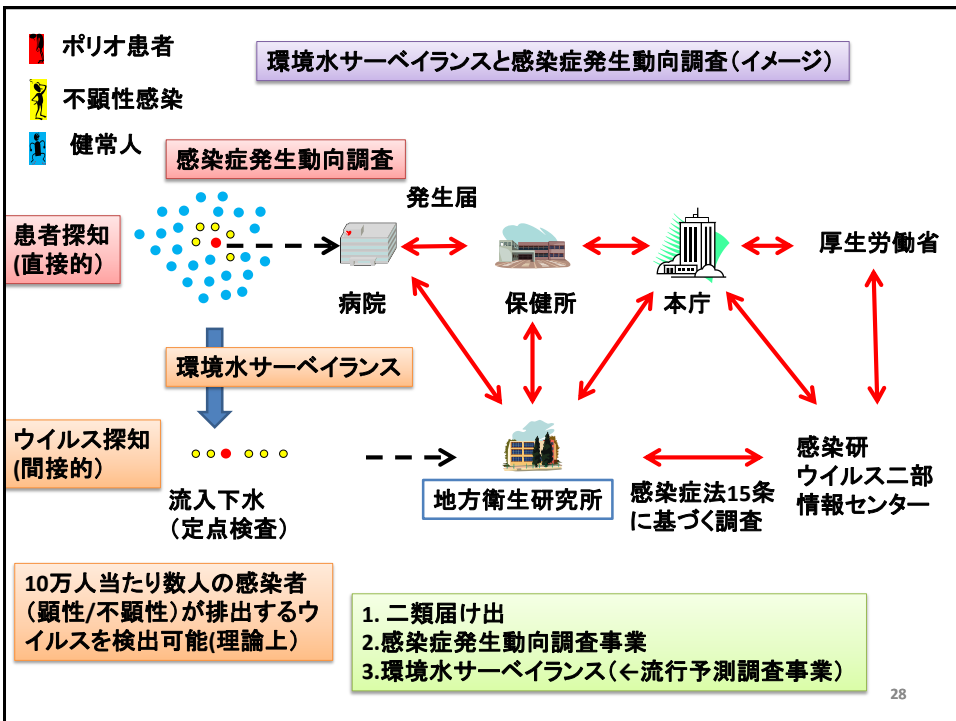 ポリオ患者
環境水サーベイランスと感染症発生動向調査(イメージ)
不顕性感染
健常人
感染症発生動向調査
発生届
患者探知
(直接的)
厚生労働省
病院
保健所
本庁
環境水サーベイランス
ウイルス探知
(間接的)
流入下水
(定点検査)
地方衛生研究所
感染症法15条
に基づく調査
感染研
ウイルス二部
情報センター
10万人当たり数人の感染者
(顕性/不顕性)が排出するウ
イルスを検出可能(理論上)
1. 二類届け出
2.感染症発生動向調査事業
3.環境水サーベイランス(←流行予測調査事業)
28